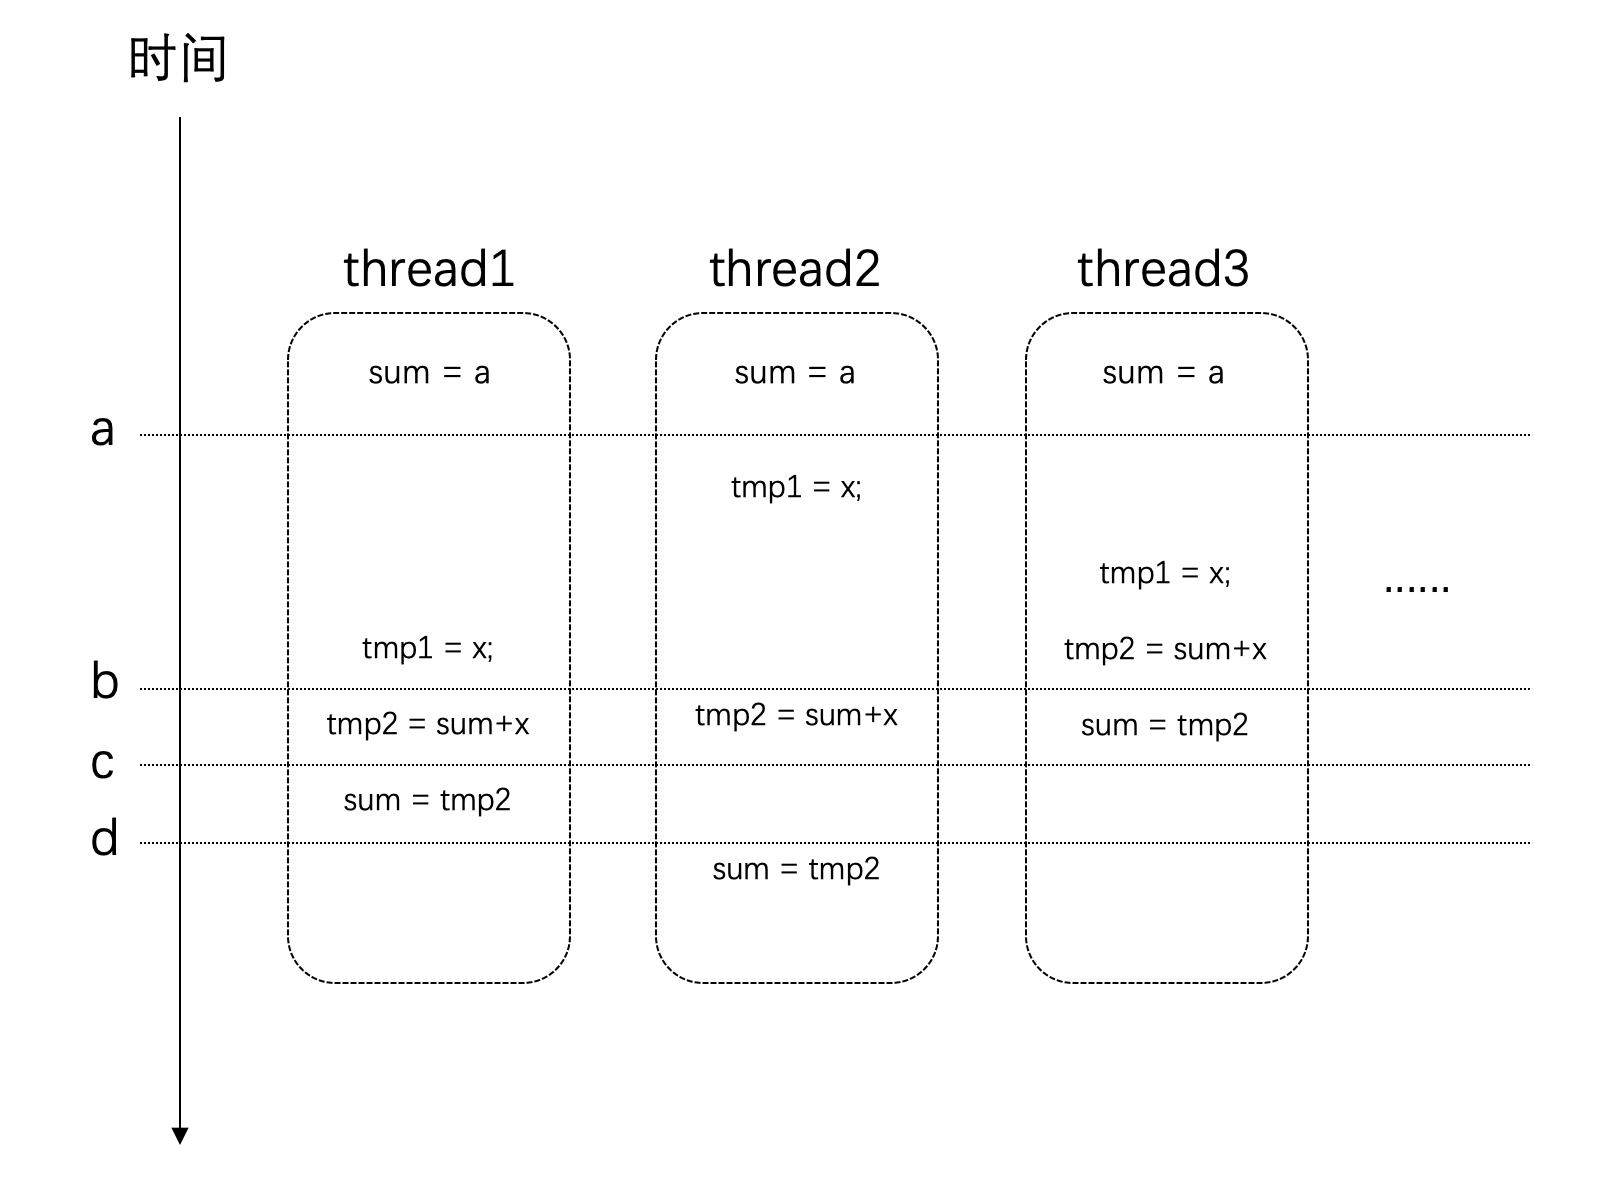 时间
thread1
thread2
thread3
sum = a
sum = a
sum = a
a
tmp1 = x;
tmp1 = x;
......
tmp1 = x;
tmp2 = sum+x
b
tmp2 = sum+x
tmp2 = sum+x
sum = tmp2
c
sum = tmp2
d
sum = tmp2